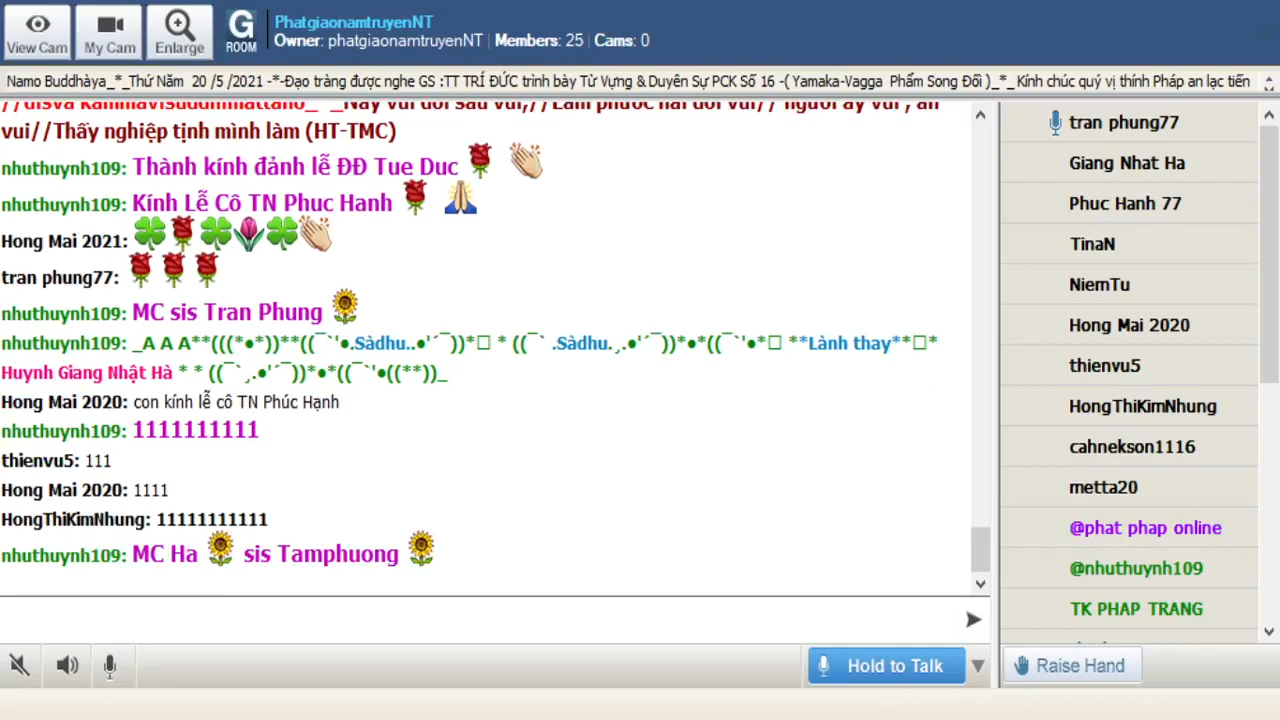 View Cam
My Cam
Enlarge
G
ROOM
PhatgiaonamtruyenNT
Owner: phatgiaonamtruyenNT | Members: 25 | Cams: 0
Namo Buddhàya_*_Thứ Năm 20 /5 /2021 -*-Đạo tràng được nghe GS :TT TRÍ ĐỨC trình bày Từ Vựng & Duyên Sự PCK Số 16 -( Yamaka-Vagga Phẩm Song Đối )_*_ Kính chúc quý vị thính Pháp an lạc tiến
vui//Thấy nghiệp tịnh mình làm (HT-TMC)
nhuthuynh109: Thành kính đảnh lễ ĐĐ Tue Duc
nhuthuynh109: Kính Lễ Cô TN Phuc Hanh
Hong Mai 2021:
tran phung77:
nhuthuynh109: MC sis Tran Phung
nhuthuynh109: _A A A**(((*●*))**((¯`'●.Sàdhu..●'´¯))*□ * ((¯` .Sàdhu.¸.●'´¯))*●*((¯`'●*□ **Lành thay**□*
Huynh Giang Nhật Hà * * ((¯`¸.●'´¯))*●*((¯`'●((**))_
Hong Mai 2020: con kính lễ cô TN Phúc Hạnh
nhuthuynh109: 1111111111
thienvu5: 111
Hong Mai 2020: 1111
HongThiKimNhung: 11111111111
nhuthuynh109: MC Ha sis Tamphuong
tran phung77
Giang Nhat Ha
Phuc Hanh 77
TinaN
NiemTu
Hong Mai 2020
thienvu5
HongThiKimNhung
cahnekson1116
metta20
@phat phap online
@nhuthuynh109
TK PHAP TRANG
Hold to Talk
Raise Hand